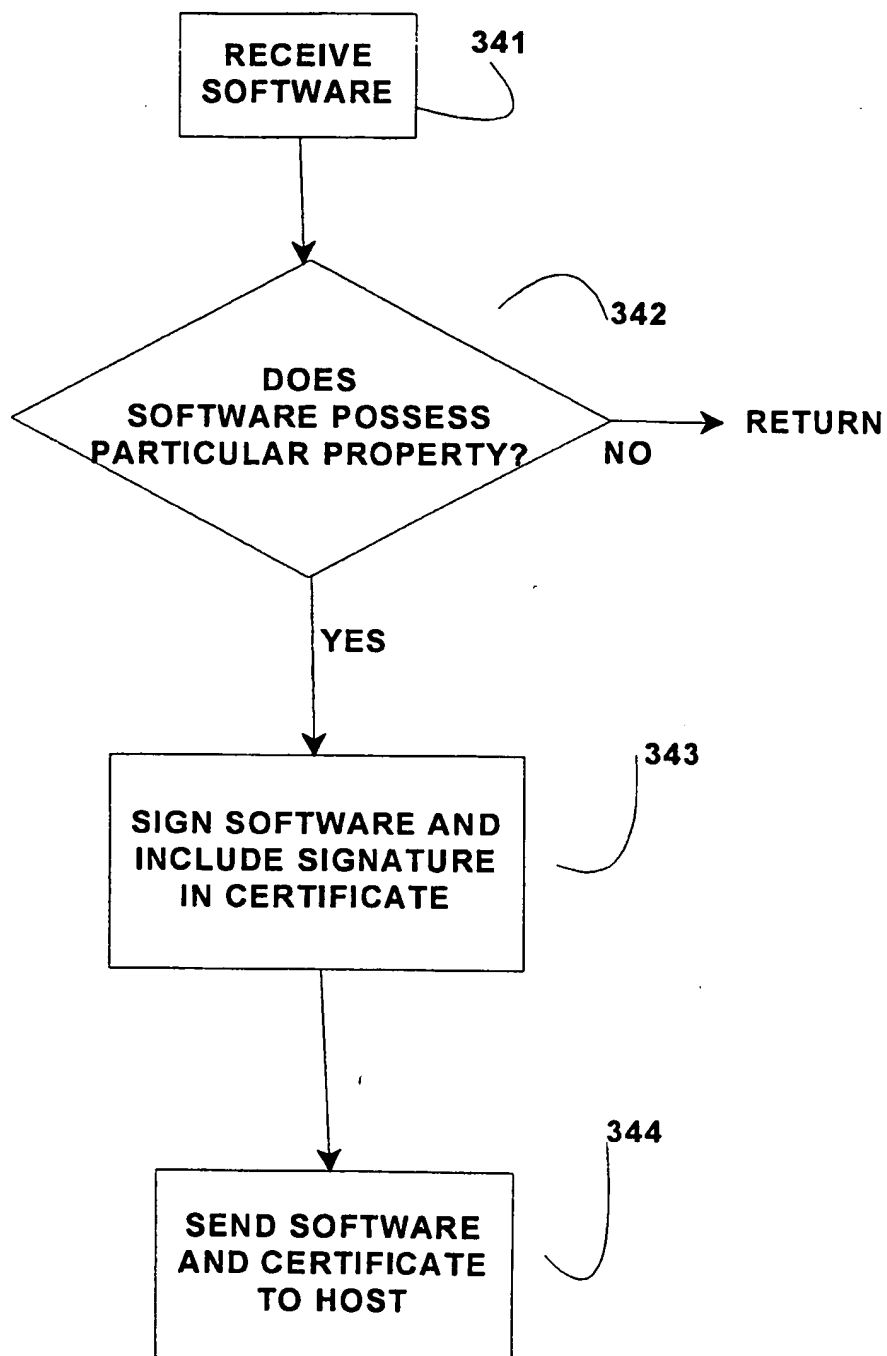 RECEIVE
SOFTWARE
341
342
DOES
SOFTWARE POSSESS
PARTICULAR PROPERTY?
NO
RETURN
YES
343
SIGN SOFTWARE AND
INCLUDE SIGNATURE
IN CERTIFICATE
344
SEND SOFTWARE
AND CERTIFICATE
TO HOST